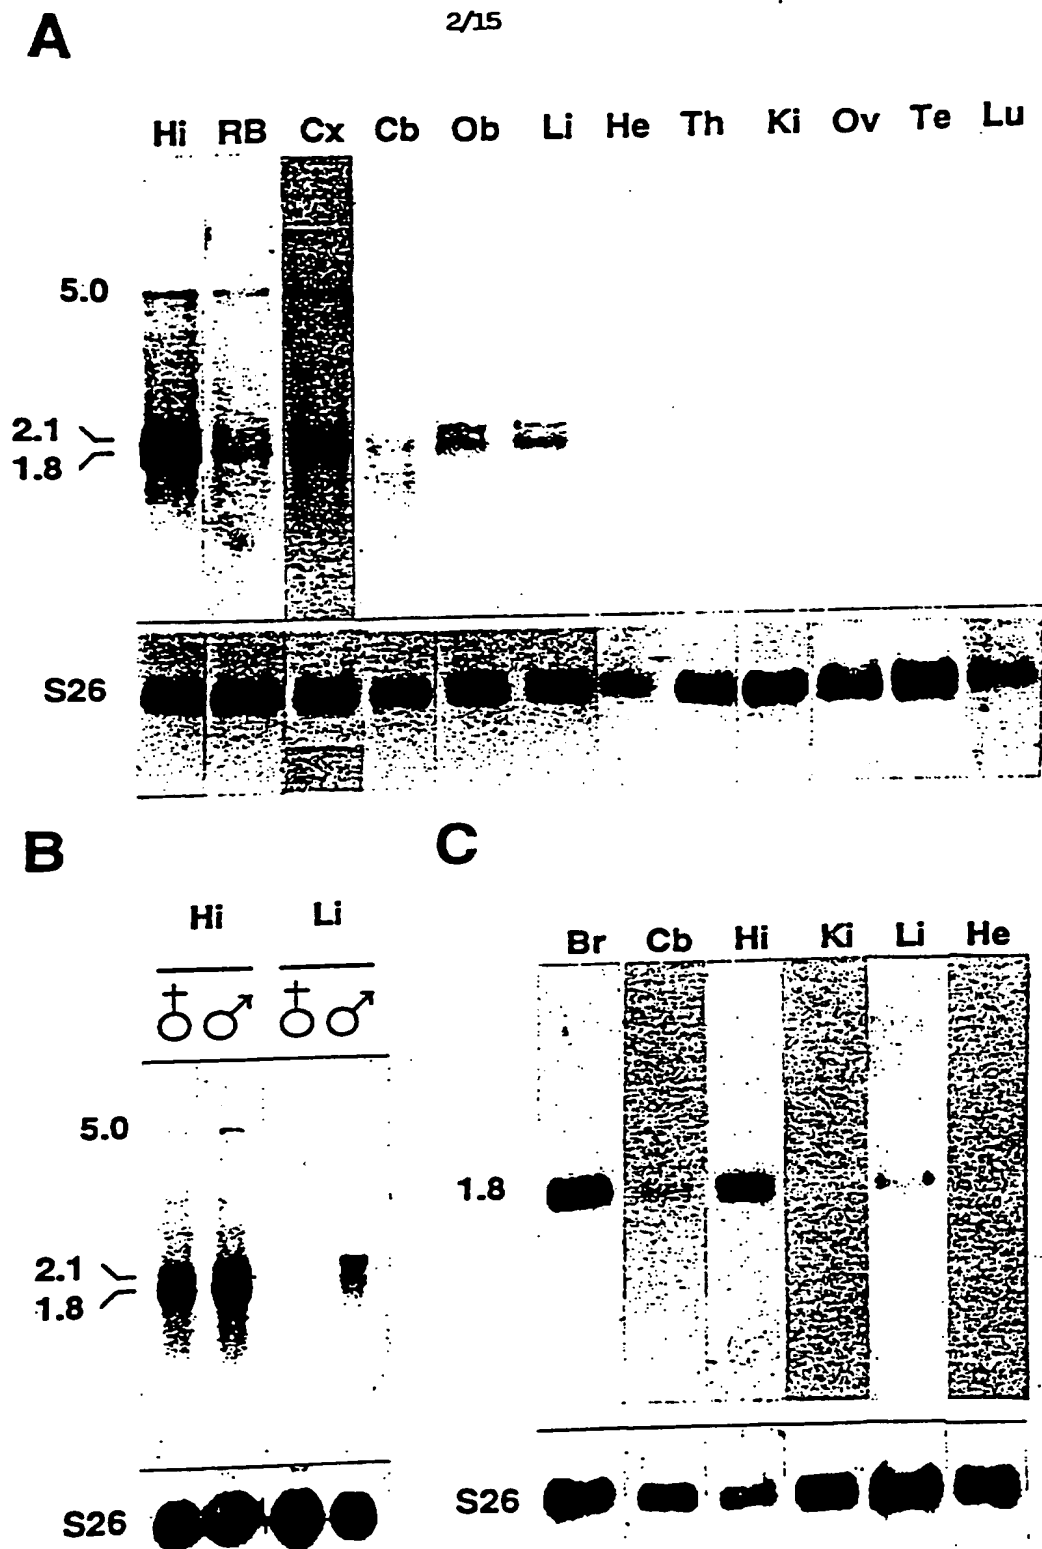 2/15
A
Hi RB Cx Cb Ob Li He Th Ki Ov Te Lu
5.0
2.1
1.8
S26
B
Hi Li
♀ ♂ ♀ ♂
5.0
2.1
1.8
S26
C
Br Cb Hi Ki Li He
1.8
S26